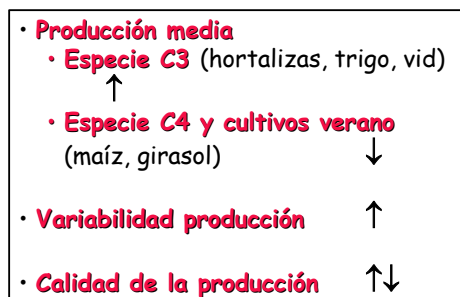 · Producción media
· Especie C3 (hortalizas, trigo, vid)
↑
· Especie C4 y cultivos verano
(maíz, girasol) ↓
· Variabilidad producción ↑
· Calidad de la producción ↑↓